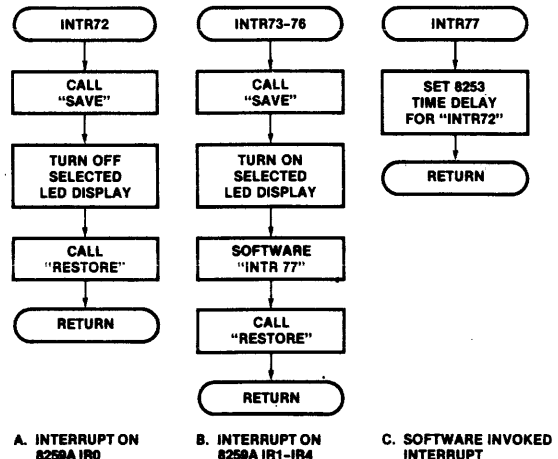 INTR72
CALL
"SAVE"
TURN OFF
SELECTED
LED DISPLAY
CALL
"RESTORE"
RETURN
A. INTERRUPT ON
8259A IR0
INTR73-76
CALL
"SAVE"
TURN ON
SELECTED
LED DISPLAY
SOFTWARE
"INTR 77"
CALL
"RESTORE"
RETURN
B. INTERRUPT ON
8259A IR1-IR4
INTR77
SET 8253
TIME DELAY
FOR "INTR72"
RETURN
C. SOFTWARE INVOKED
INTERRUPT